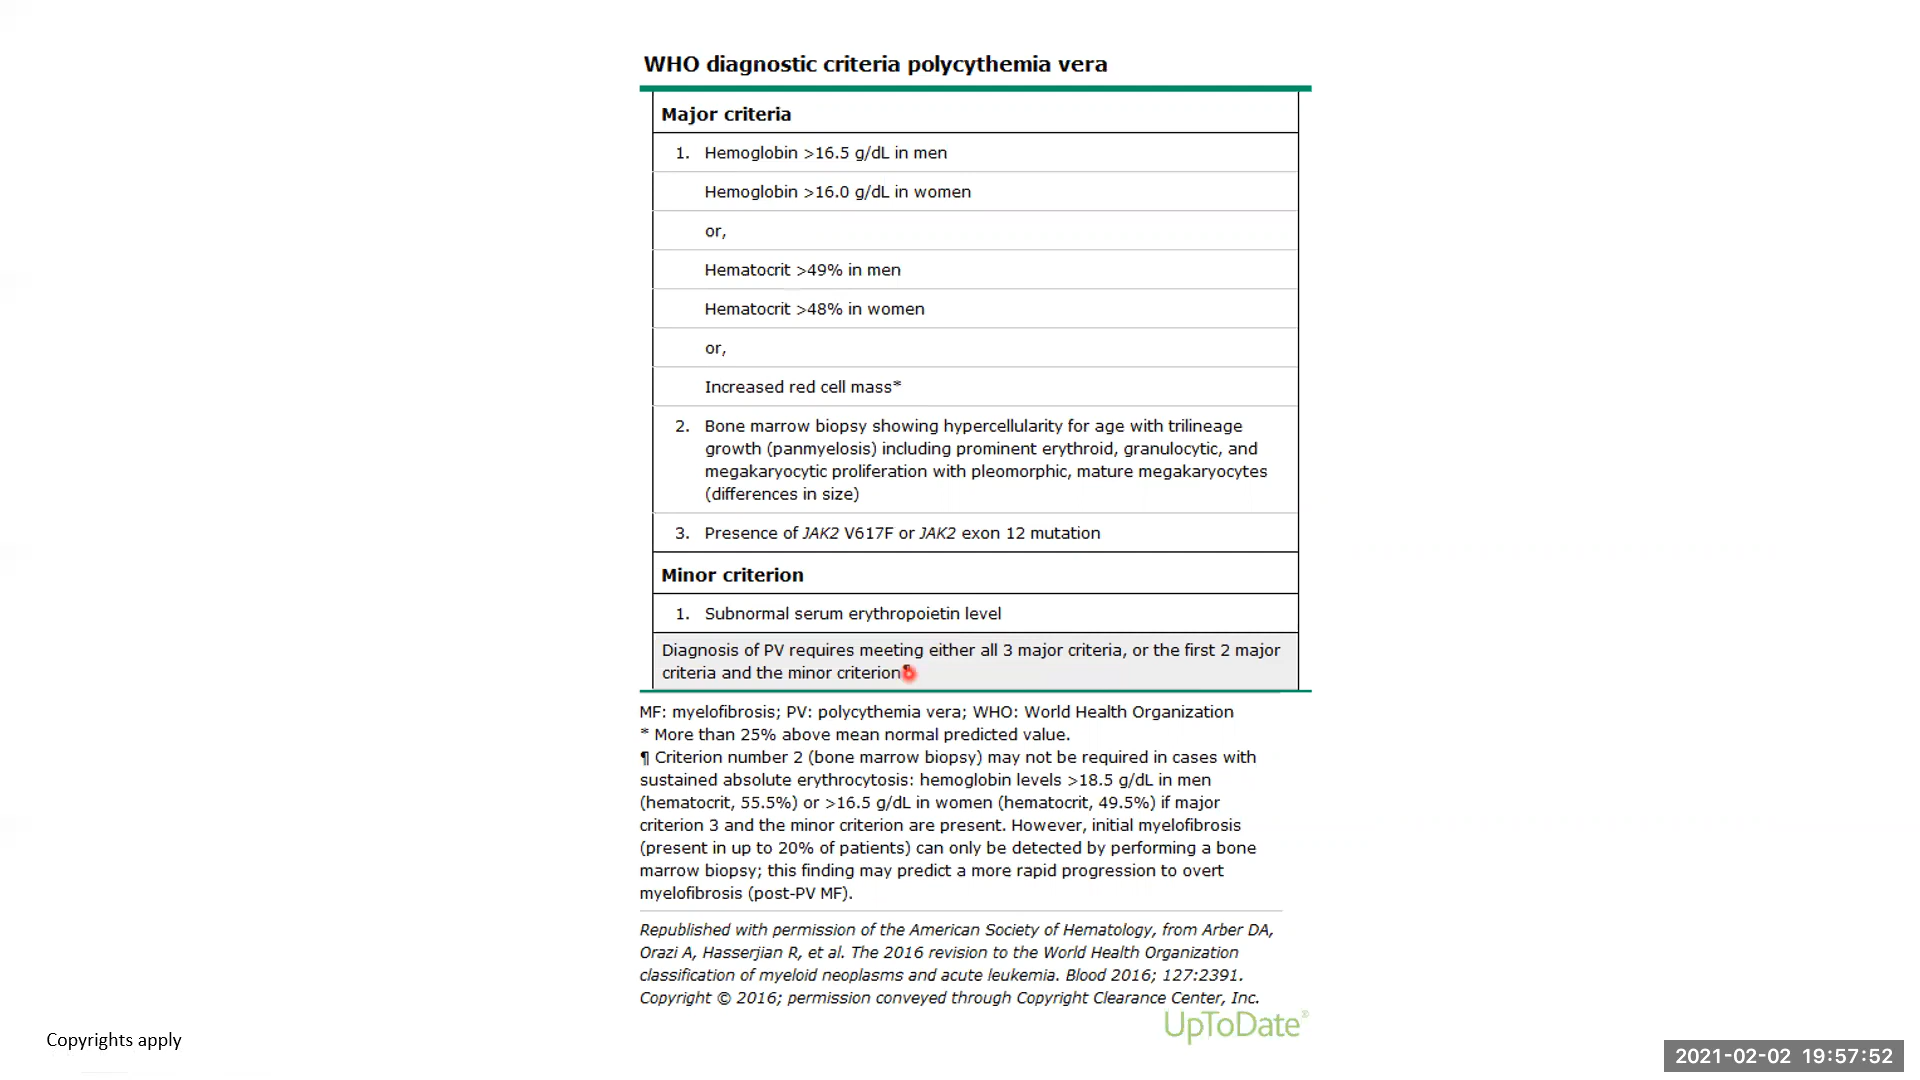 WHO diagnostic criteria polycythemia vera
Major criteria
1. Hemoglobin >16.5 g/dL in men
Hemoglobin >16.0 g/dL in women
or,
Hematocrit >49% in men
Hematocrit >48% in women
or,
Increased red cell mass*
2. Bone marrow biopsy showing hypercellularity for age with trilineage
growth (panmyelosis) including prominent erythroid, granulocytic, and
megakaryocytic proliferation with pleomorphic, mature megakaryocytes
(differences in size)
3. Presence of JAK2 V617F or JAK2 exon 12 mutation
Minor criterion
1. Subnormal serum erythropoietin level
Diagnosis of PV requires meeting either all 3 major criteria, or the first 2 major
criteria and the minor criterion¶
MF: myelofibrosis; PV: polycythemia vera; WHO: World Health Organization
* More than 25% above mean normal predicted value.
¶ Criterion number 2 (bone marrow biopsy) may not be required in cases with
sustained absolute erythrocytosis: hemoglobin levels >18.5 g/dL in men
(hematocrit, 55.5%) or >16.5 g/dL in women (hematocrit, 49.5%) if major
criterion 3 and the minor criterion are present. However, initial myelofibrosis
(present in up to 20% of patients) can only be detected by performing a bone
marrow biopsy; this finding may predict a more rapid progression to overt
myelofibrosis (post-PV MF).
Republished with permission of the American Society of Hematology, from Arber DA,
Orazi A, Hasserjian R, et al. The 2016 revision to the World Health Organization
classification of myeloid neoplasms and acute leukemia. Blood 2016; 127:2391.
Copyright © 2016; permission conveyed through Copyright Clearance Center, Inc.
UpToDate®
Copyrights apply
2021-02-02 19:57:52